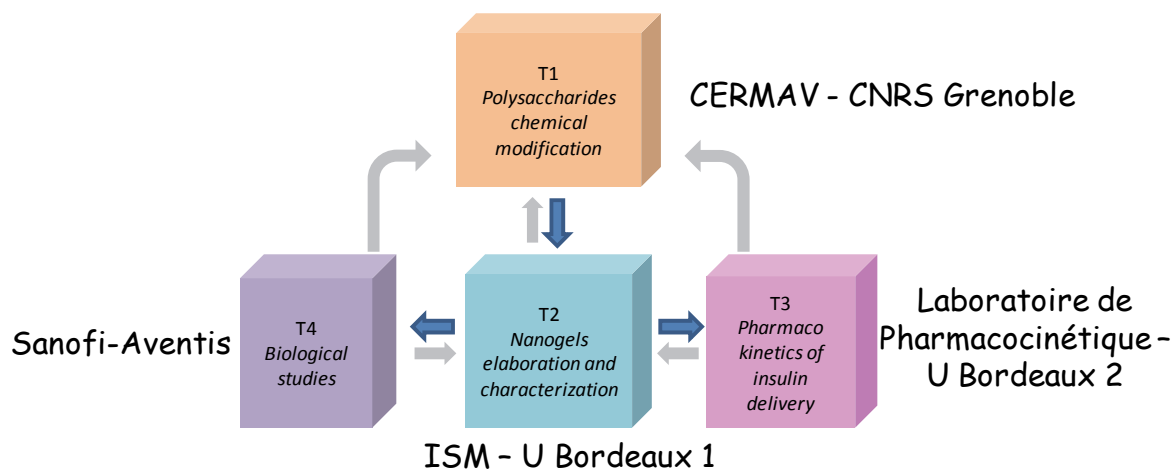 T1
Polysaccharides
chemical
modification
CERMAV - CNRS Grenoble
Sanofi-Aventis
T4
Biological
studies
T2
Nanogels
elaboration and
characterization
T3
Pharmaco
kinetics of
insulin
delivery
Laboratoire de
Pharmacocinétique–
U Bordeaux 2
ISM – U Bordeaux 1